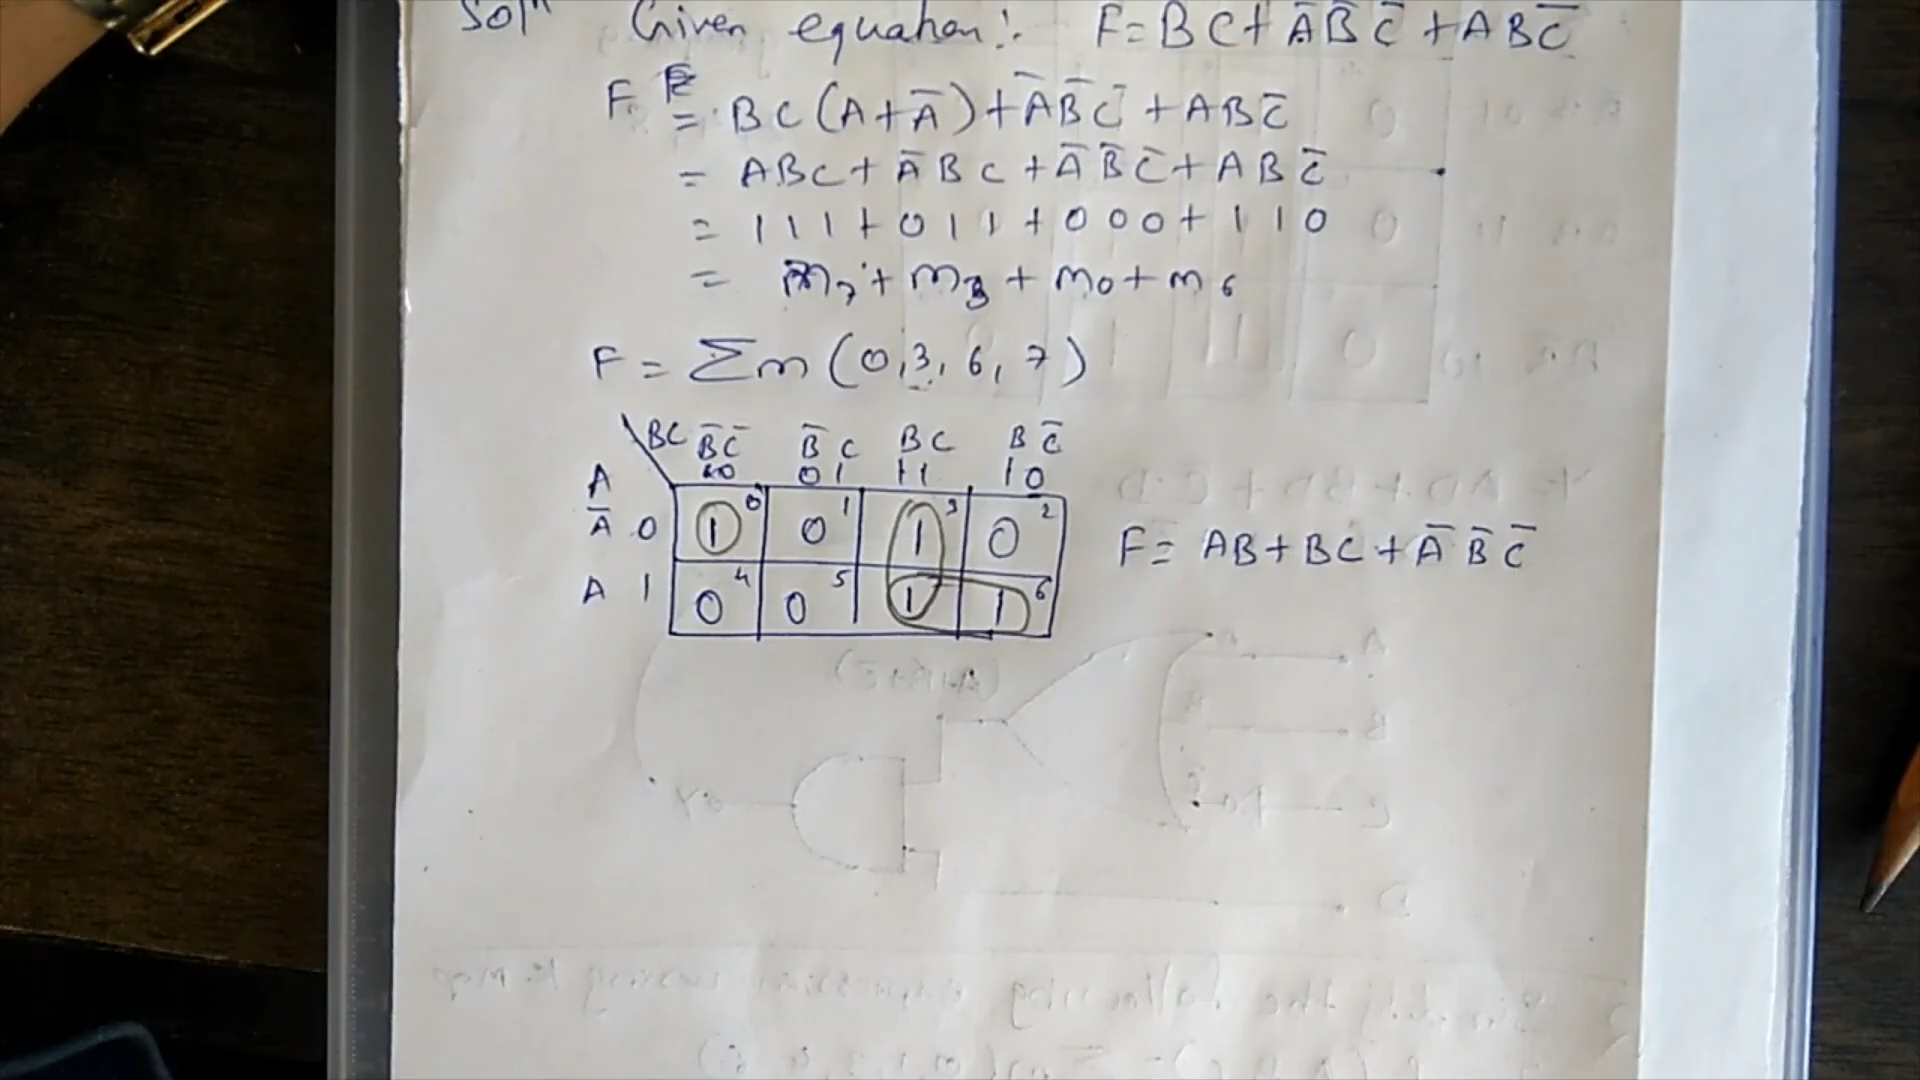 Solⁿ Given equation:- F=BC+A̅B̅C̅+ABC̅
F = BC(A+A̅)+A̅B̅C̅+ABC̅
= ABC+A̅BC+A̅B̅C̅+ABC̅
= 111+011+000+110
= m₇+m₃+m₀+m₆
F = Σm(0,3,6,7)
BC B̅C̅ B̅C BC BC̅
A 00 01 11 10
A̅ 0 1 0 0 1 1 3 0 2
A 1 0 4 0 5 1 1 6
F= AB+BC+A̅B̅C̅